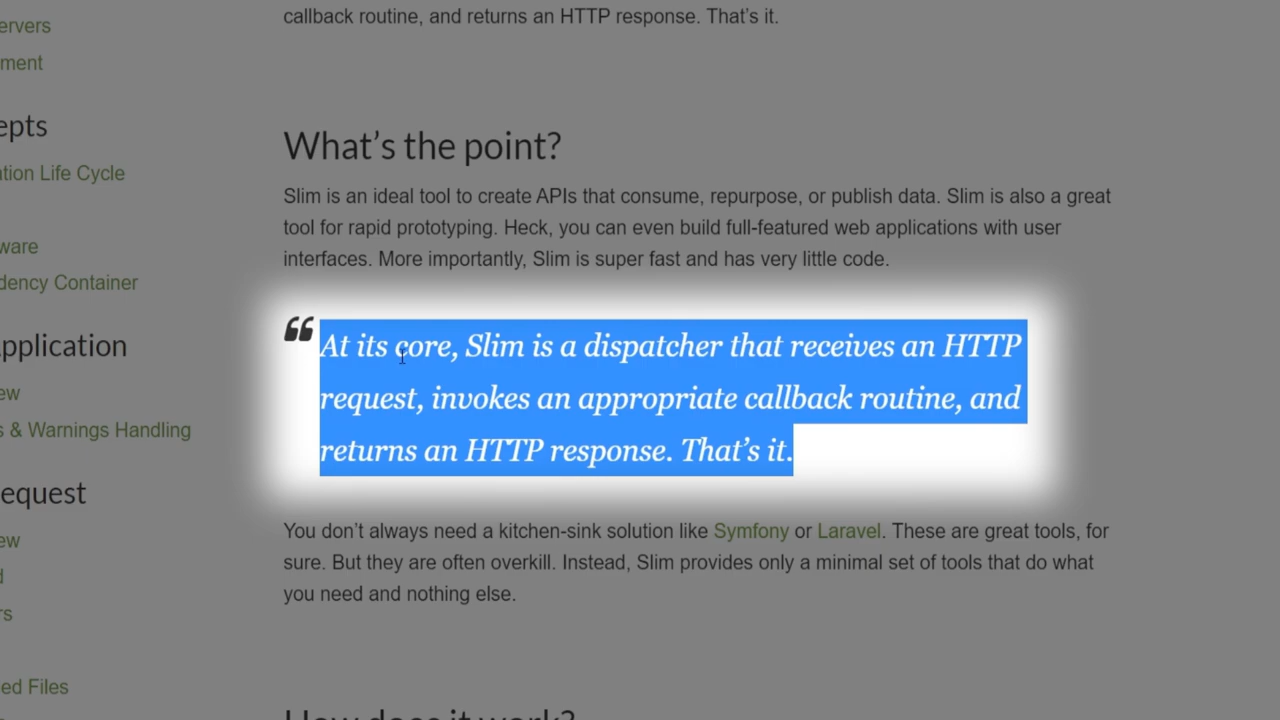 callback routine, and returns an HTTP response. That's it.
ervers
ment
epts
tion Life Cycle
ware
dency Container
pplication
ew
s & Warnings Handling
equest
ew
d
rs
ed Files
What's the point?
Slim is an ideal tool to create APIs that consume, repurpose, or publish data. Slim is also a great
tool for rapid prototyping. Heck, you can even build full-featured web applications with user
interfaces. More importantly, Slim is super fast and has very little code.
“ At its core, Slim is a dispatcher that receives an HTTP
request, invokes an appropriate callback routine, and
returns an HTTP response. That's it.
You don't always need a kitchen-sink solution like Symfony or Laravel. These are great tools, for
sure. But they are often overkill. Instead, Slim provides only a minimal set of tools that do what
you need and nothing else.
How does it work?